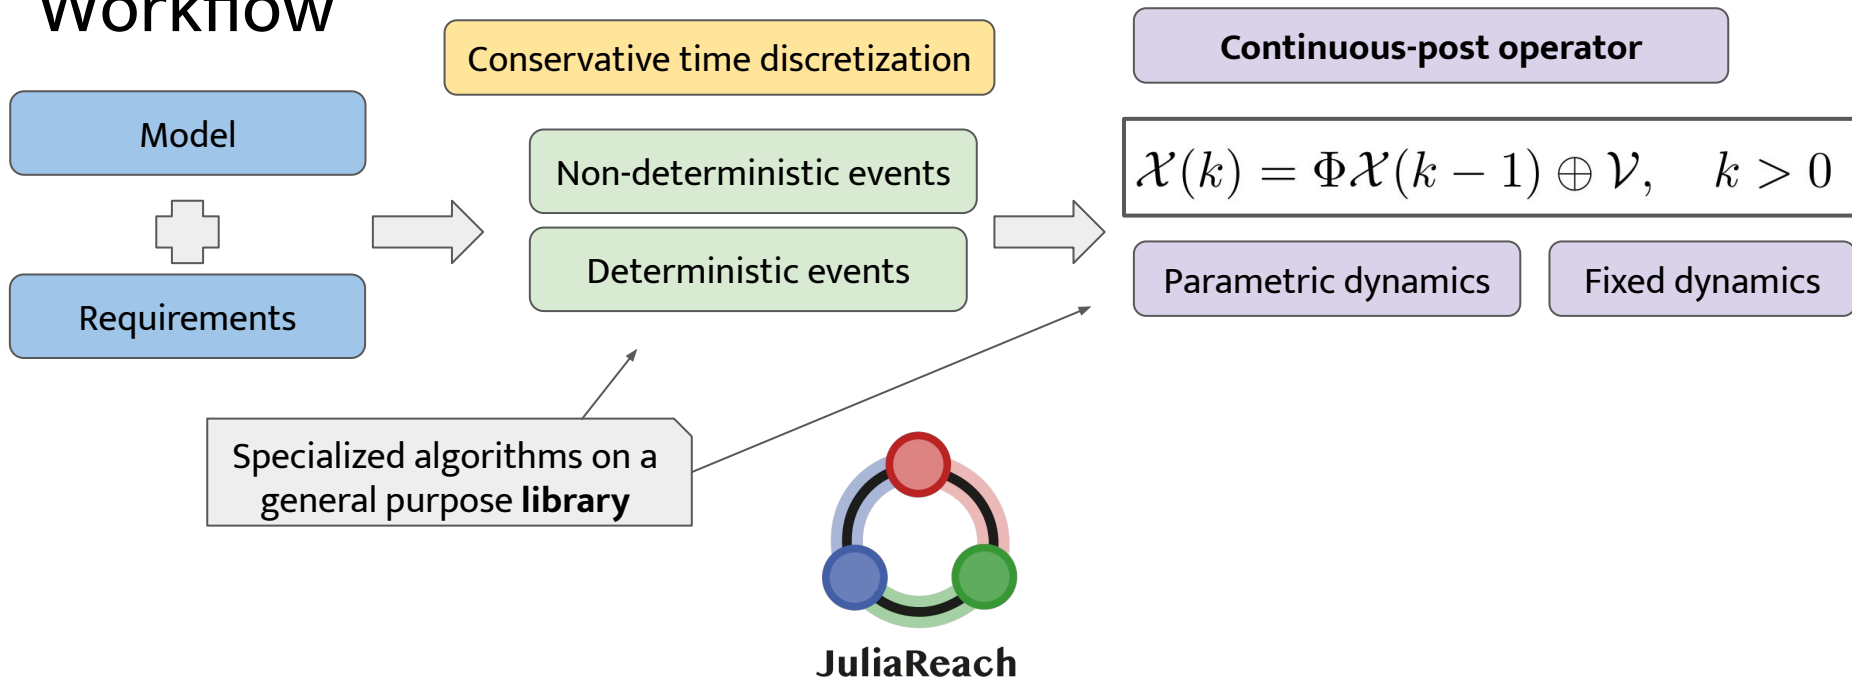 Workflow
Model
Requirements
Conservative time discretization
Non-deterministic events
Deterministic events
Continuous-post operator
𝒳(k) = Φ𝒳(k − 1) ⊕ 𝒱, k > 0
Parametric dynamics
Fixed dynamics
Specialized algorithms on a
general purpose library
JuliaReach